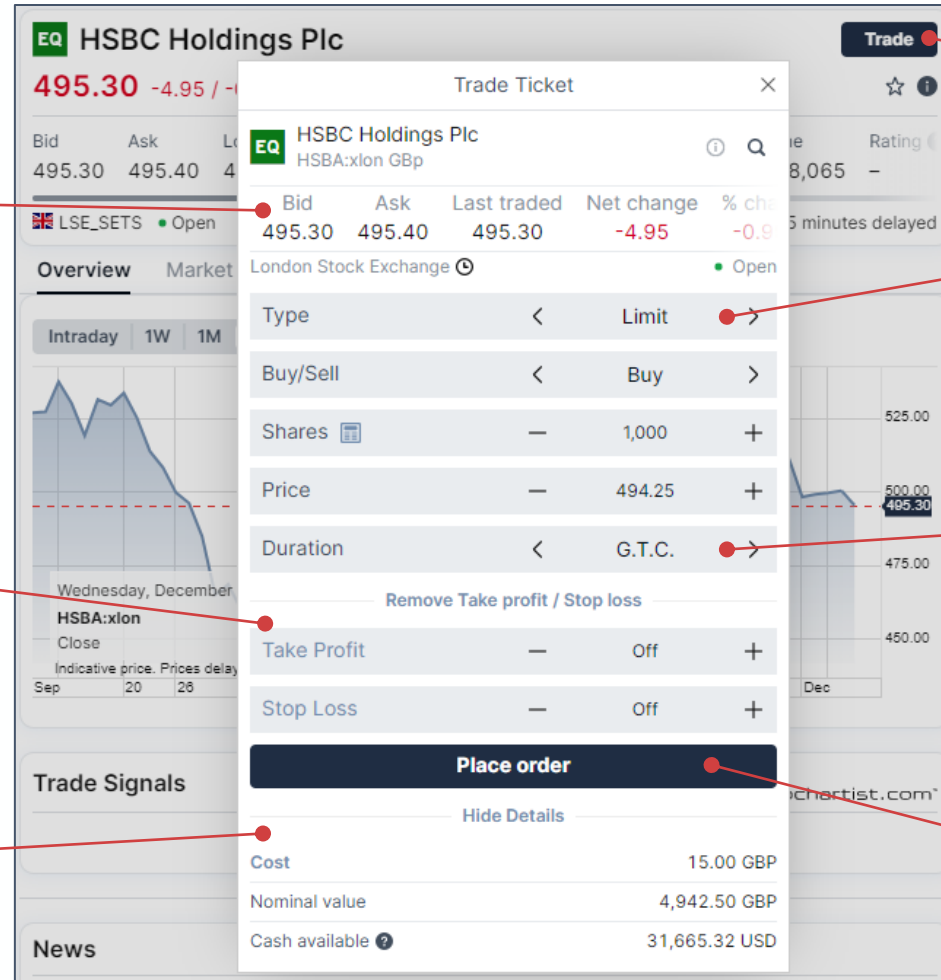 EQ HSBC Holdings Plc
Trade
495.30 -4.95 /
Bid Ask
495.30 495.40
Rating
8,065 –
LSE_SETS • Open
5 minutes delayed
Overview Market
Intraday 1W 1M
525.00
500.00
495.30
475.00
450.00
Wednesday, December
HSBA:xlon
Close
Indicative price. Prices
Sep 20 26 Dec
Trade Signals
News
Trade Ticket
EQ HSBC Holdings Plc
HSBA:xlon GBp
Bid Ask Last traded Net change %
495.30 495.40 495.30 -4.95 -0.9
London Stock Exchange • Open
Type Limit
Buy/Sell Buy
Shares — 1,000 +
Price — 494.25 +
Duration G.T.C.
Remove Take profit / Stop loss
Take Profit — Off +
Stop Loss — Off +
Place order
Hide Details
Cost 15.00 GBP
Nominal value 4,942.50 GBP
Cash available 31,665.32 USD